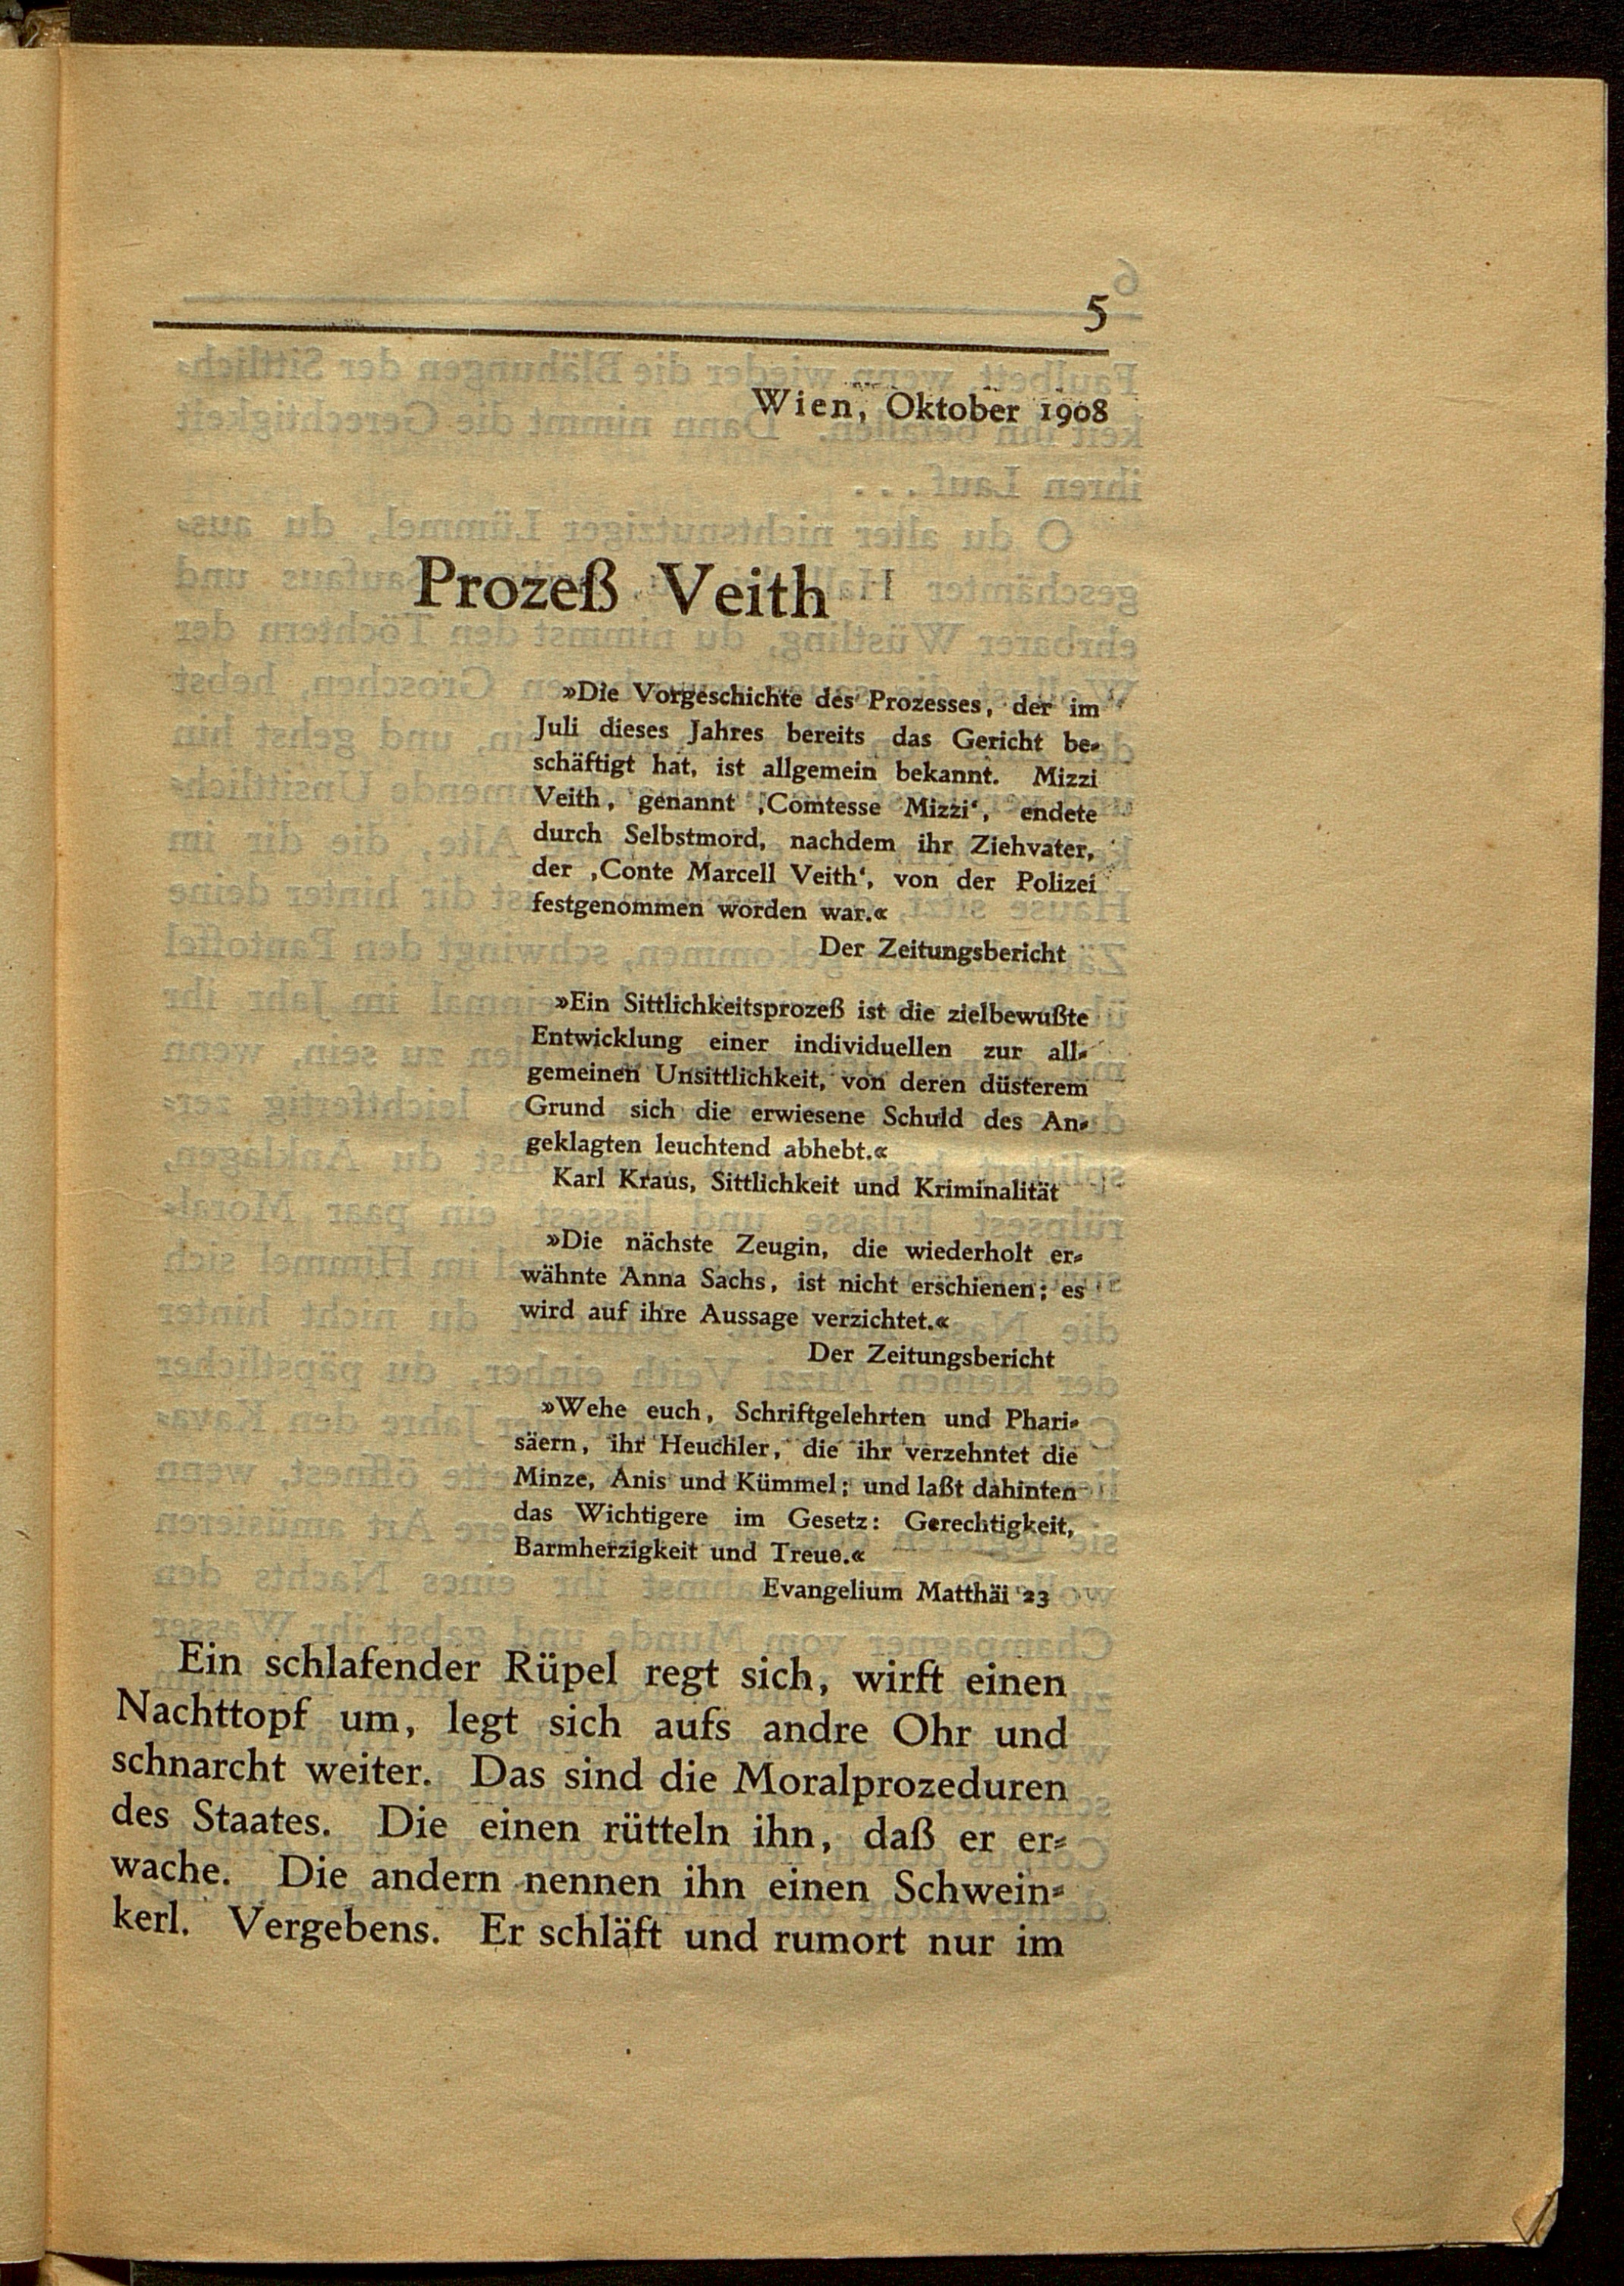 5
Wien, Oktober 1908
Prozeß Veith
»Die Vorgeschichte des Prozesses, der im
Juli dieses Jahres bereits das Gericht be-
schäftigt hat, ist allgemein bekannt. Mizzi
Veith, genannt ‚Comtesse Mizzi‘, endete
durch Selbstmord, nachdem ihr Ziehvater,
der ‚Conte Marcell Veith‘, von der Polizei
festgenommen worden war.«
Der Zeitungsbericht
»Ein Sittlichkeitsprozeß ist die zielbewußte
Entwicklung einer individuellen zur all-
gemeinen Unsittlichkeit, von deren düsterem
Grund sich die erwiesene Schuld des An-
geklagten leuchtend abhebt.«
Karl Kraus, Sittlichkeit und Kriminalität
»Die nächste Zeugin, die wiederholt er-
wähnte Anna Sachs, ist nicht erschienen; es
wird auf ihre Aussage verzichtet.«
Der Zeitungsbericht
»Wehe euch, Schriftgelehrten und Phari-
säern, ihr Heuchler, die ihr verzehntet die
Minze, Anis und Kümmel; und laßt dahinten
das Wichtigere im Gesetz: Gerechtigkeit,
Barmherzigkeit und Treue.«
Evangelium Matthäi 23
Ein schlafender Rüpel regt sich, wirft einen
Nachttopf um, legt sich aufs andre Ohr und
schnarcht weiter. Das sind die Moralprozeduren
des Staates. Die einen rütteln ihn, daß er er-
wache. Die andern nennen ihn einen Schwein-
kerl. Vergebens. Er schläft und rumort nur im